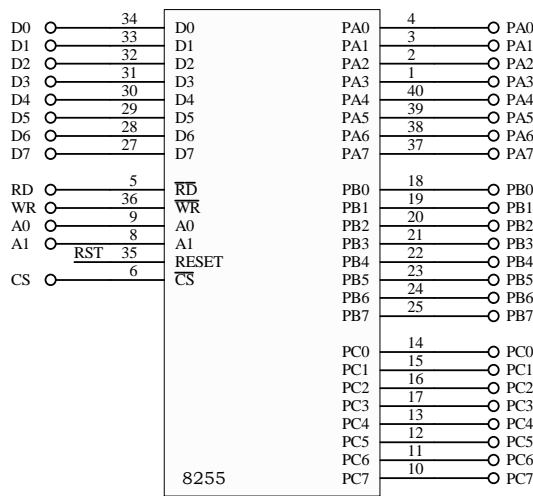 D0 34 D0 PA0 4 PA0
D1 33 D1 PA1 3 PA1
D2 32 D2 PA2 2 PA2
D3 31 D3 PA3 1 PA3
D4 30 D4 PA4 40 PA4
D5 29 D5 PA5 39 PA5
D6 28 D6 PA6 38 PA6
D7 27 D7 PA7 37 PA7
RD 5 RD PB0 18 PB0
WR 36 WR PB1 19 PB1
A0 9 A0 PB2 20 PB2
A1 8 A1 PB3 21 PB3
RST 35 RESET PB4 22 PB4
CS 6 CS PB5 23 PB5
PB6 24 PB6
PB7 25 PB7
PC0 14 PC0
PC1 15 PC1
PC2 16 PC2
PC3 17 PC3
PC4 13 PC4
PC5 12 PC5
PC6 11 PC6
8255 PC7 10 PC7